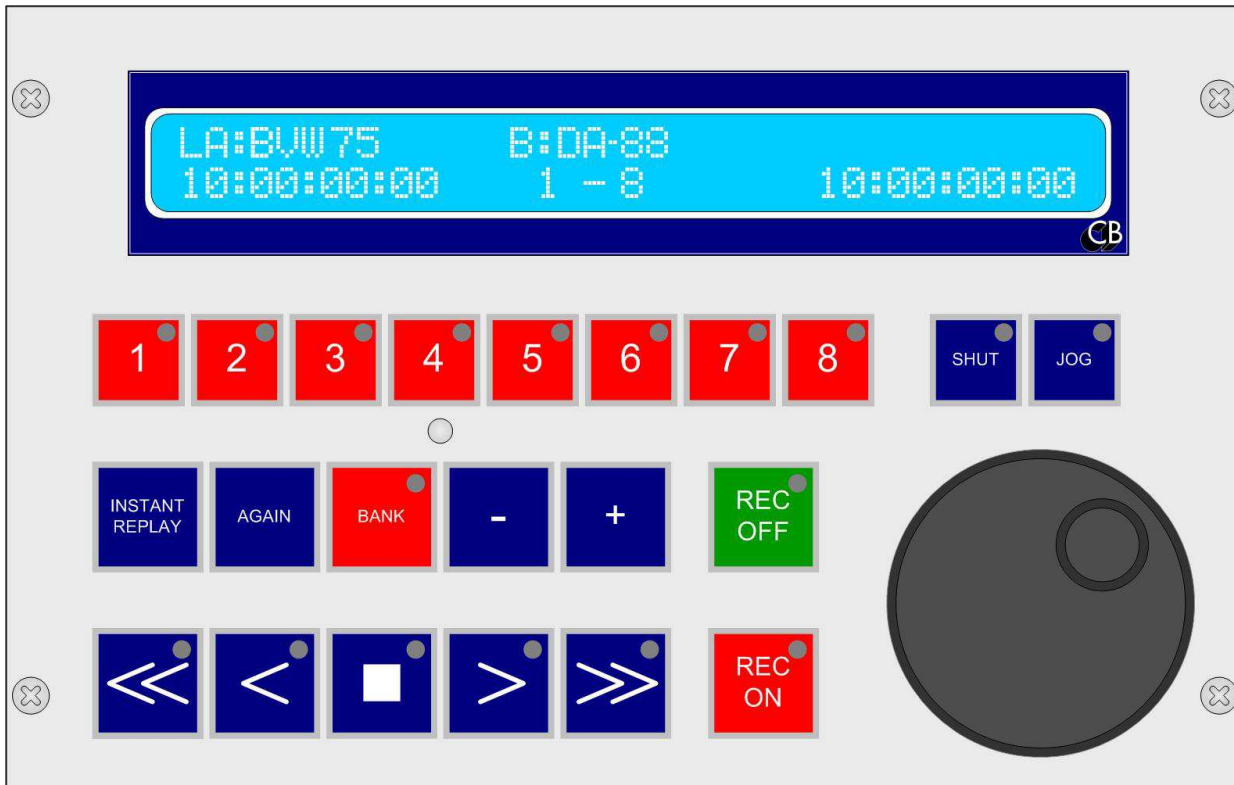 LA:BVW75 B:DA-88
10:00:00:00 1 - 8 10:00:00:00
CB
1 2 3 4 5 6 7 8 SHUT JOG
INSTANT
REPLAY
AGAIN BANK - +
REC
OFF
<< < > >>
REC
ON